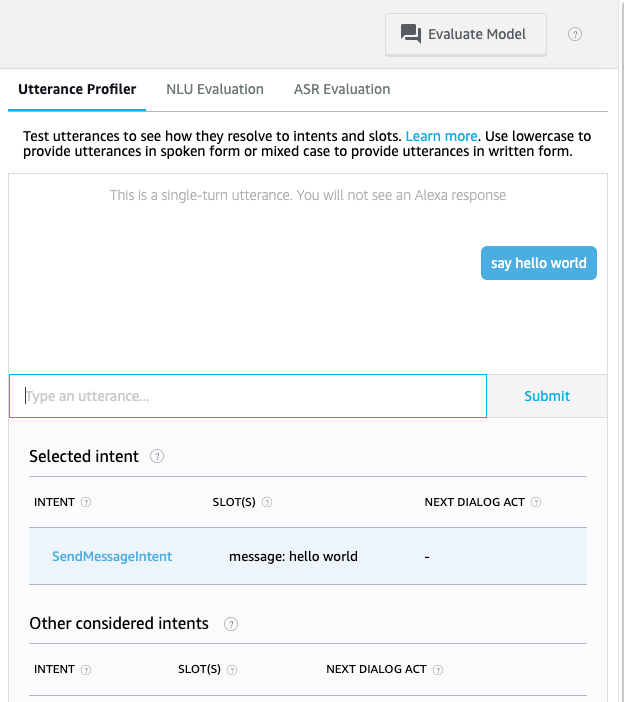 Evaluate Model ?
Utterance Profiler NLU Evaluation ASR Evaluation
Test utterances to see how they resolve to intents and slots. Learn more. Use lowercase to
provide utterances in spoken form or mixed case to provide utterances in written form.
This is a single-turn utterance. You will not see an Alexa response
say hello world
Type an utterance... Submit
Selected intent ?
INTENT ? SLOT(S) ? NEXT DIALOG ACT ?
SendMessageIntent message: hello world -
Other considered intents ?
INTENT ? SLOT(S) ? NEXT DIALOG ACT ?